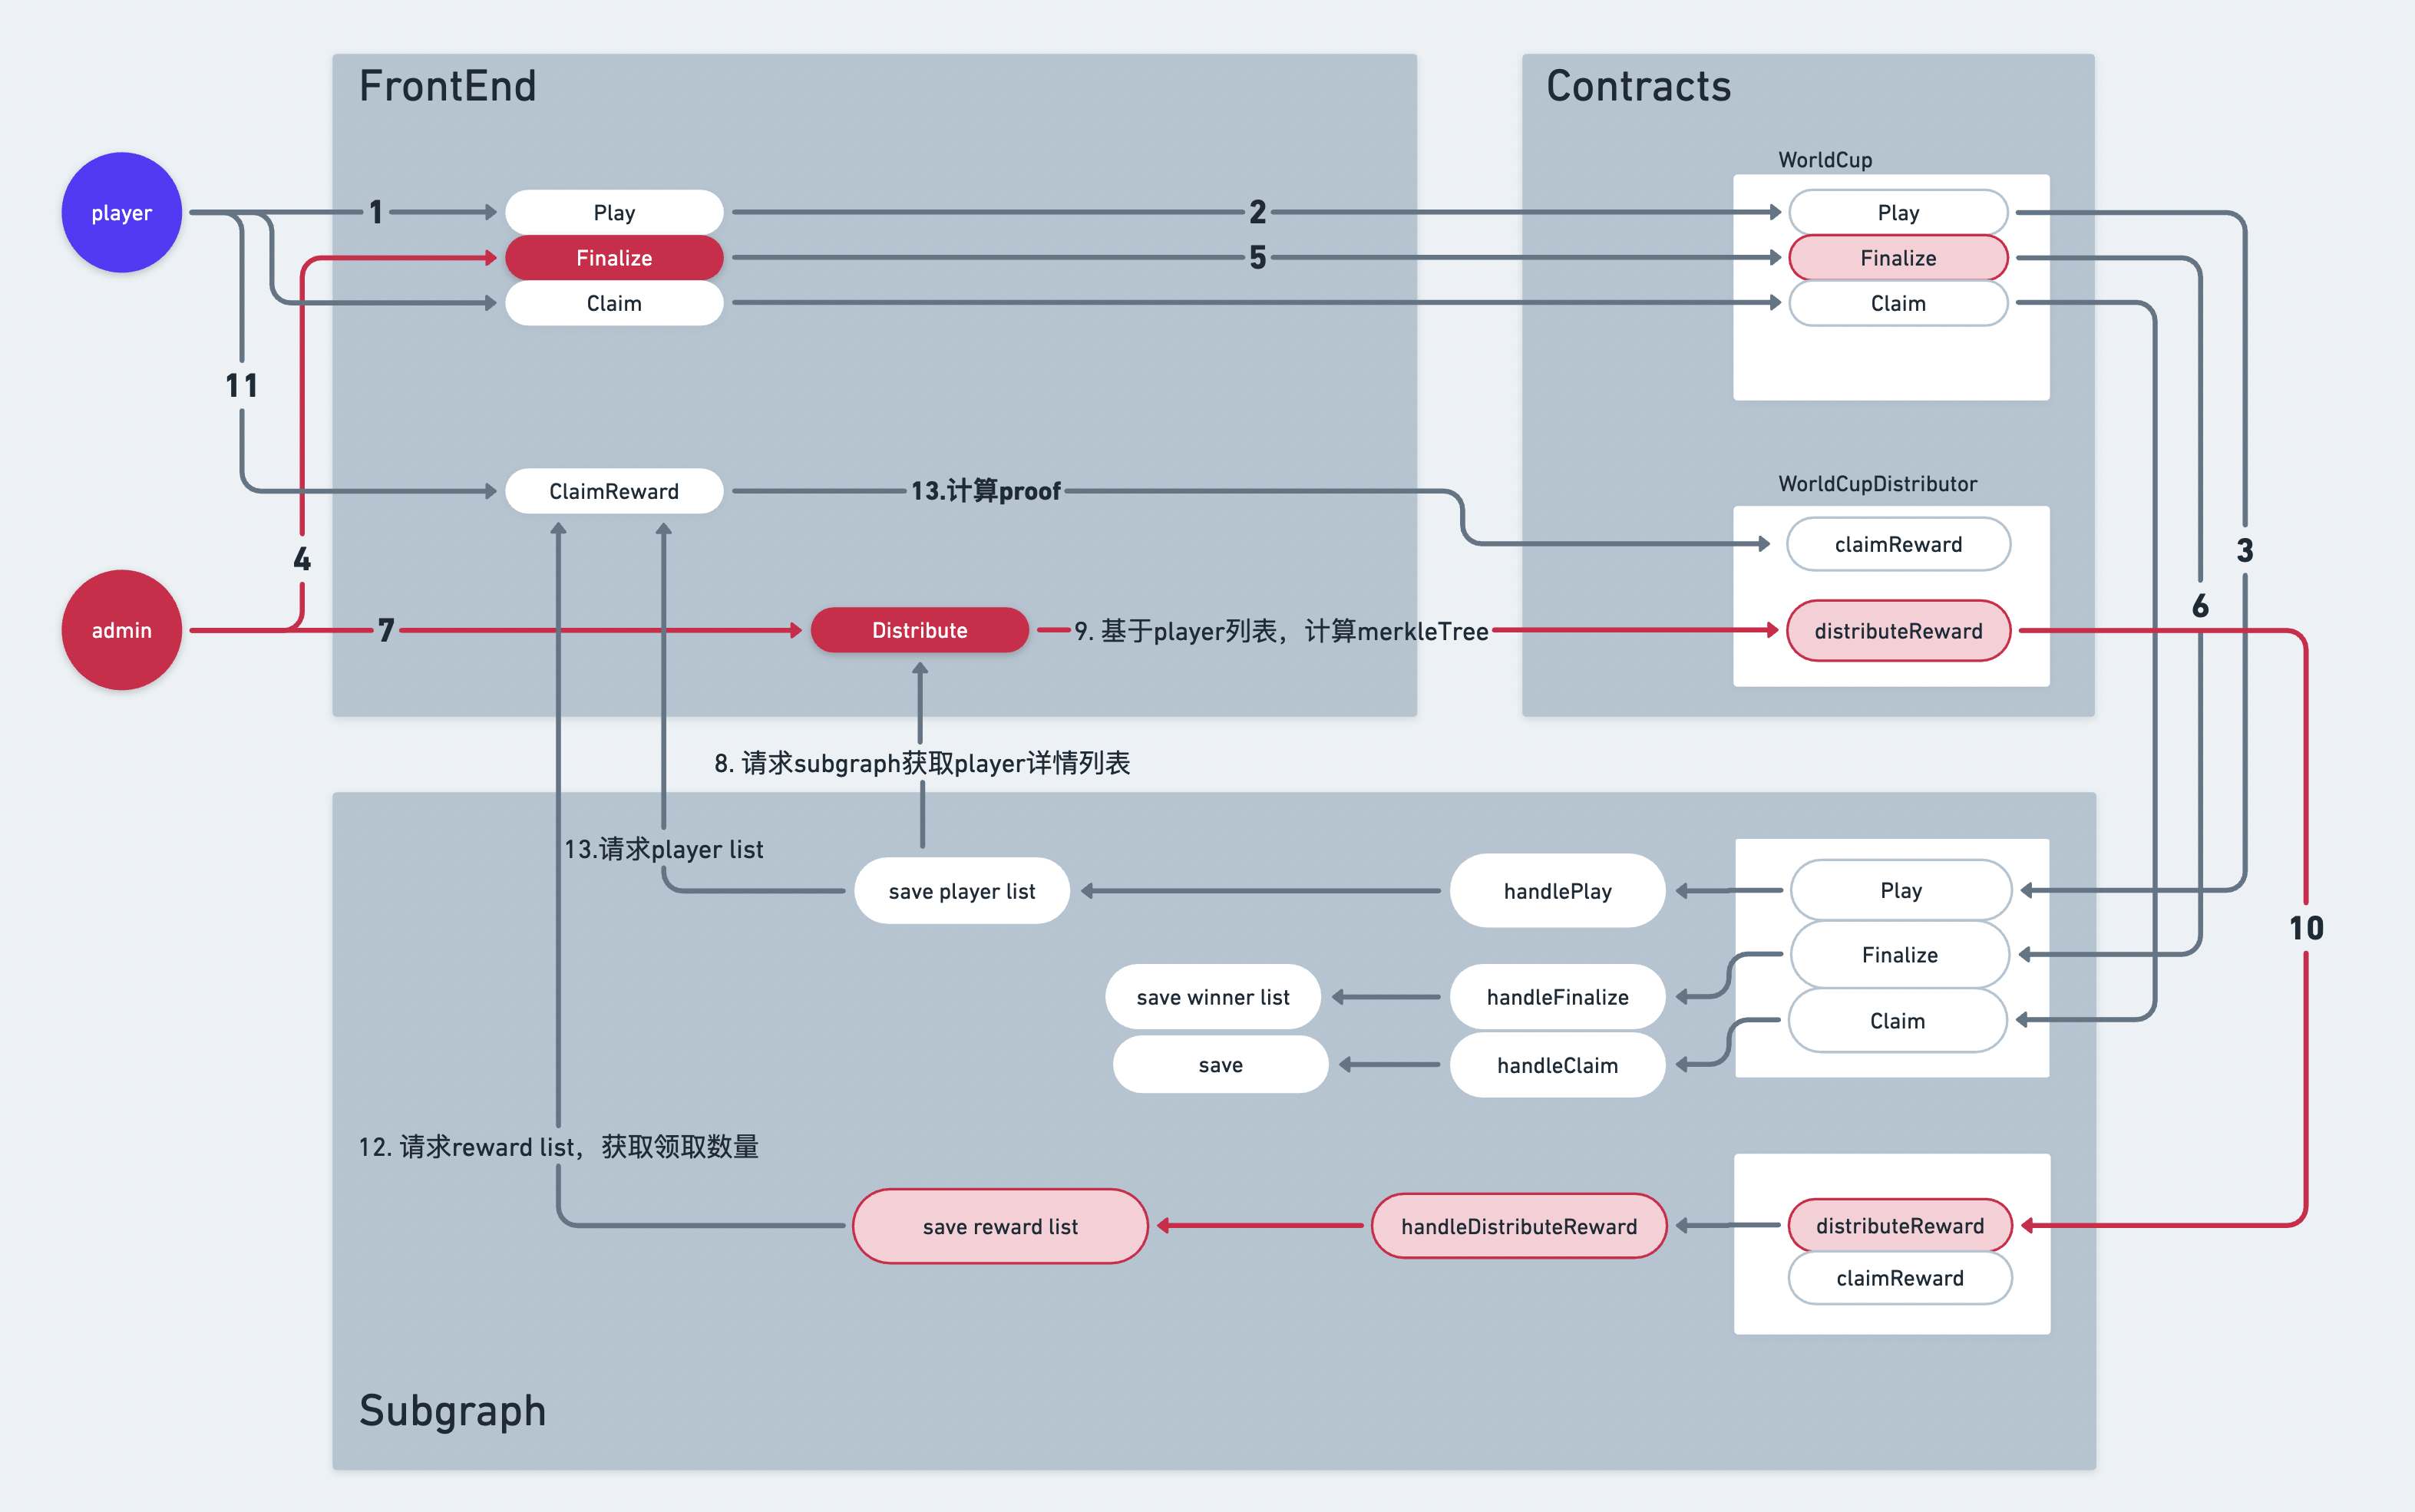 FrontEnd
Contracts
WorldCup
player
1
Play
2
Play
Finalize
5
Finalize
Claim
Claim
11
ClaimReward
13.计算proof
WorldCupDistributor
claimReward
3
4
6
admin
7
Distribute
9. 基于player列表，计算merkleTree
distributeReward
8. 请求subgraph获取player详情列表
13.请求player list
save player list
handlePlay
Play
10
Finalize
save winner list
handleFinalize
Claim
save
handleClaim
12. 请求reward list，获取领取数量
save reward list
handleDistributeReward
distributeReward
claimReward
Subgraph